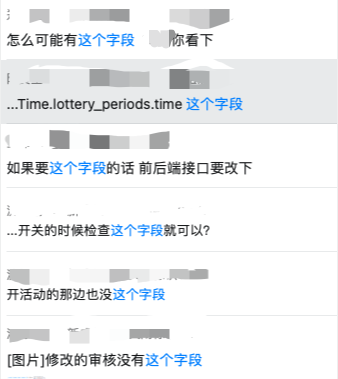 怎么可能有这个字段 你看下
...Time.lottery_periods.time 这个字段
如果要这个字段的话 前后端接口要改下
...开关的时候检查这个字段就可以?
开活动的那边也没这个字段
[图片]修改的审核没有这个字段